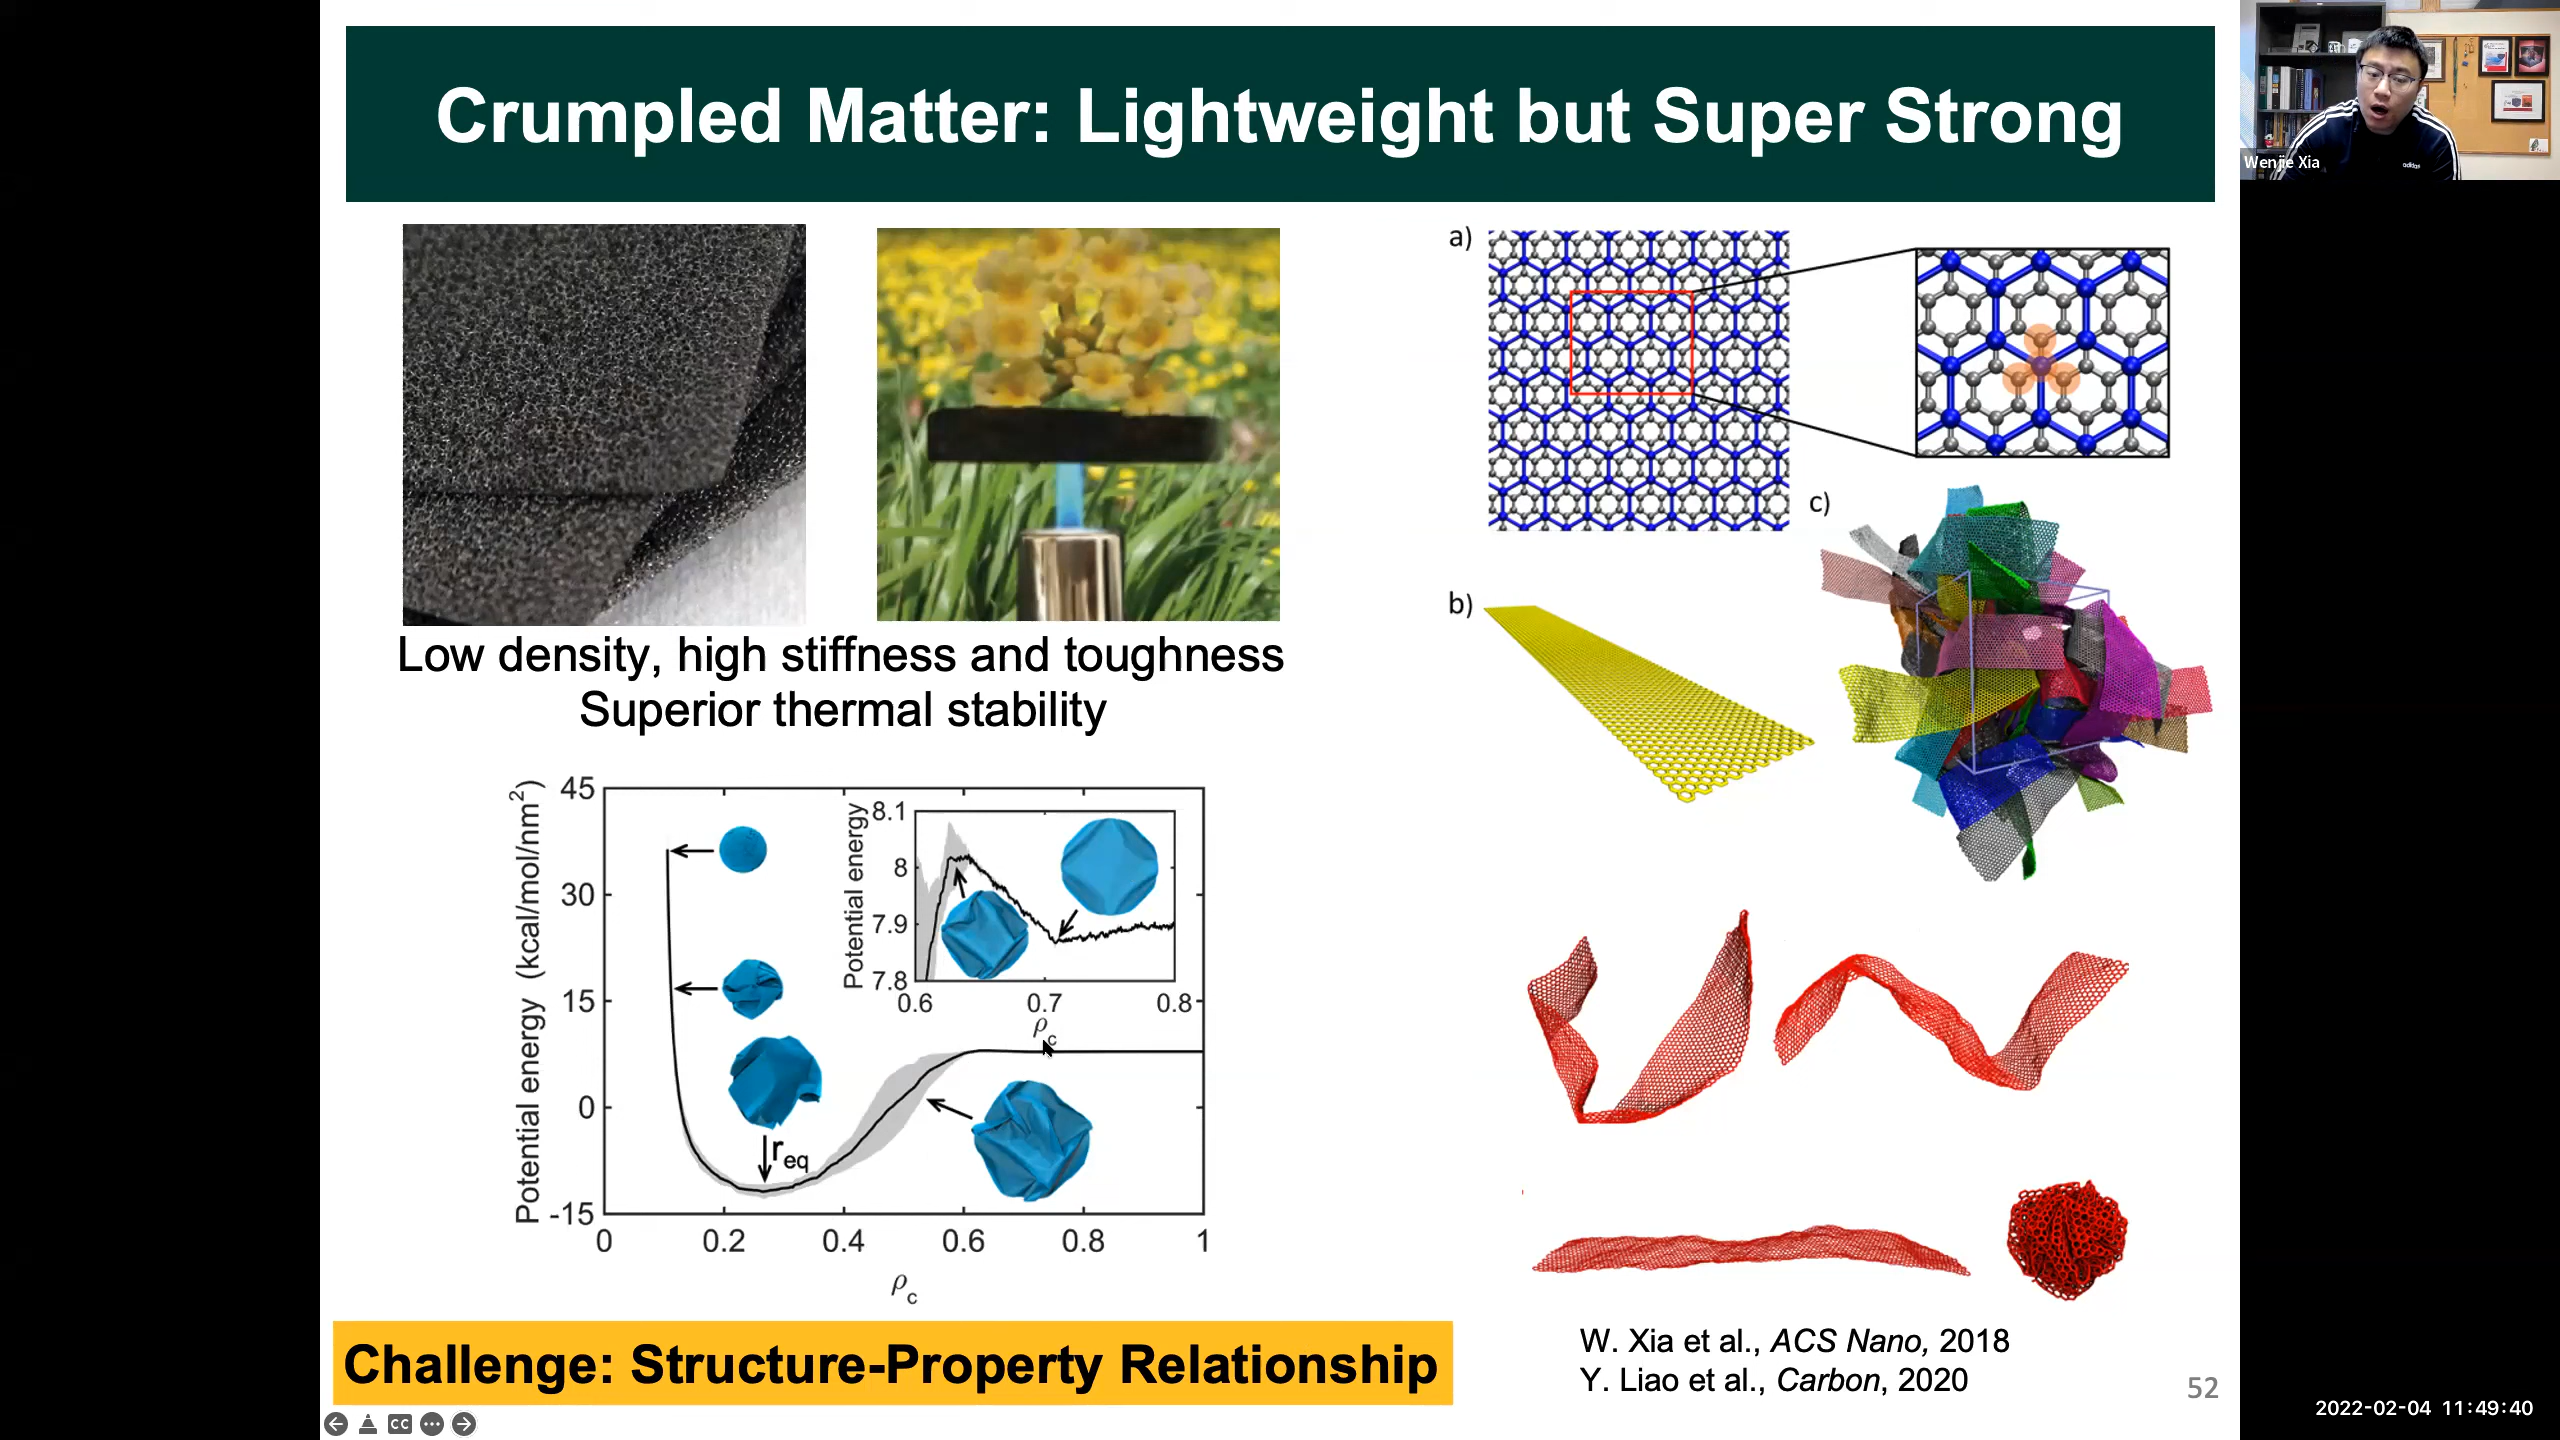 Crumpled Matter: Lightweight but Super Strong
Wenjie Xia
adidas
a)
c)
b)
Low density, high stiffness and toughness
Superior thermal stability
Potential energy (kcal/mol/nm²)
45
30
15
0
-15
0 0.2 0.4 0.6 0.8 1
ρc
req
Potential energy
8.1
8
7.9
7.8
0.6 0.7 0.8
ρc
Challenge: Structure-Property Relationship
W. Xia et al., ACS Nano, 2018
Y. Liao et al., Carbon, 2020
52
CC
2022-02-04 11:49:40